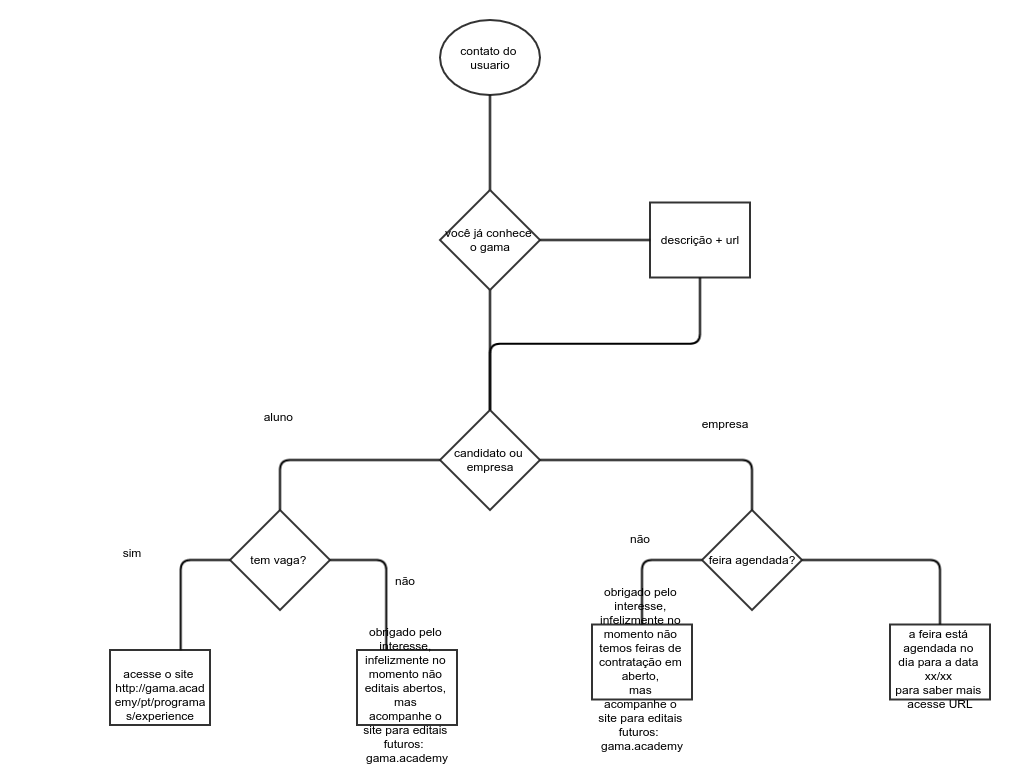 contato do
usuario
você já conhece
o gama
descrição + url
aluno
empresa
candidato ou
empresa
sim
tem vaga?
não
não
feira agendada?
acesse o site
http://gama.acad
emy/pt/programa
s/experience
obrigado pelo
interesse,
infelizmente no
momento não
editais abertos,
mas
acompanhe o
site para editais
futuros:
gama.academy
obrigado pelo
interesse,
infelizmente no
momento não
temos feiras de
contratação em
aberto,
mas
acompanhe o
site para editais
futuros:
gama.academy
a feira está
agendada no
dia para a data
xx/xx
para saber mais
acesse URL